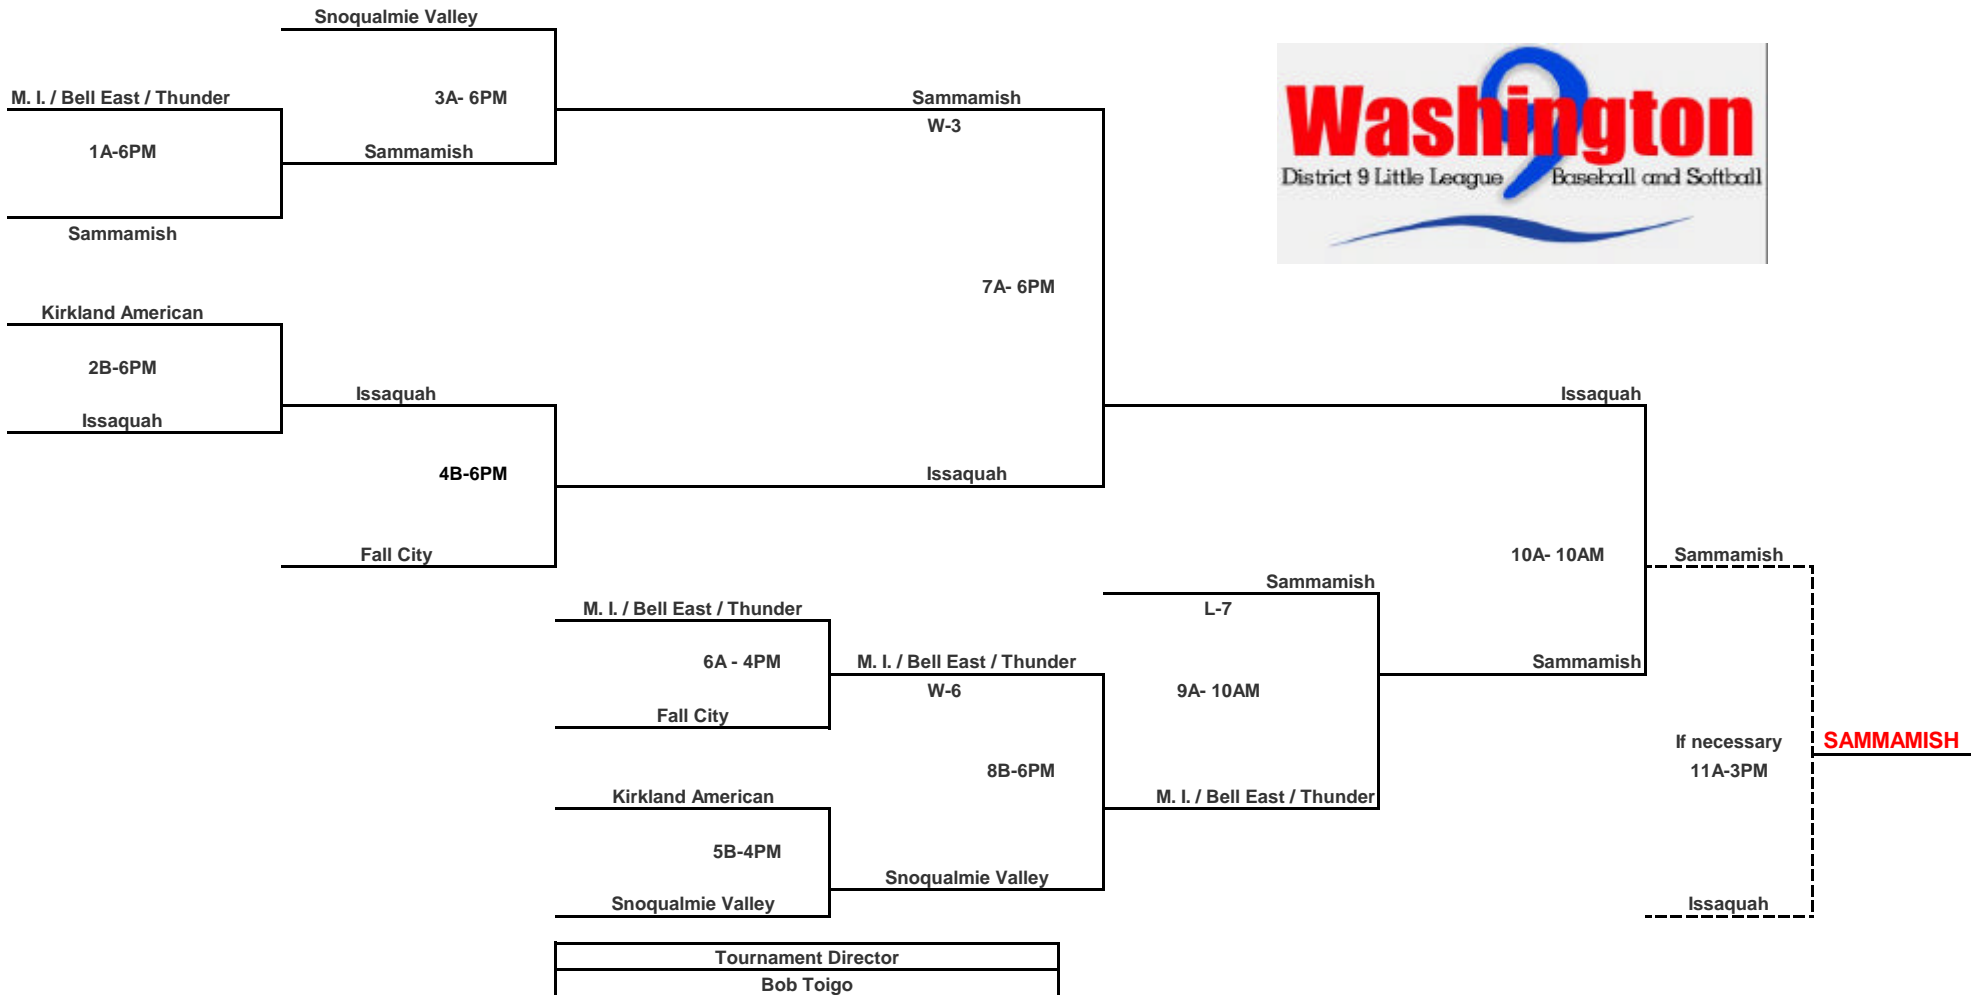 Snoqualmie Valley
M. I. / Bell East / Thunder
3A- 6PM
Sammamish
W-3
1A-6PM
Sammamish
Sammamish
Washington
9
District 9 Little League Baseball and Softball
7A- 6PM
Kirkland American
2B-6PM
Issaquah
Issaquah
Issaquah
4B-6PM
Issaquah
Fall City
10A- 10AM
Sammamish
Sammamish
L-7
M. I. / Bell East / Thunder
6A - 4PM
M. I. / Bell East / Thunder
W-6
9A- 10AM
Sammamish
Fall City
If necessary
11A-3PM
SAMMAMISH
8B-6PM
Kirkland American
M. I. / Bell East / Thunder
5B-4PM
Snoqualmie Valley
Snoqualmie Valley
Issaquah
Tournament Director
Bob Toigo